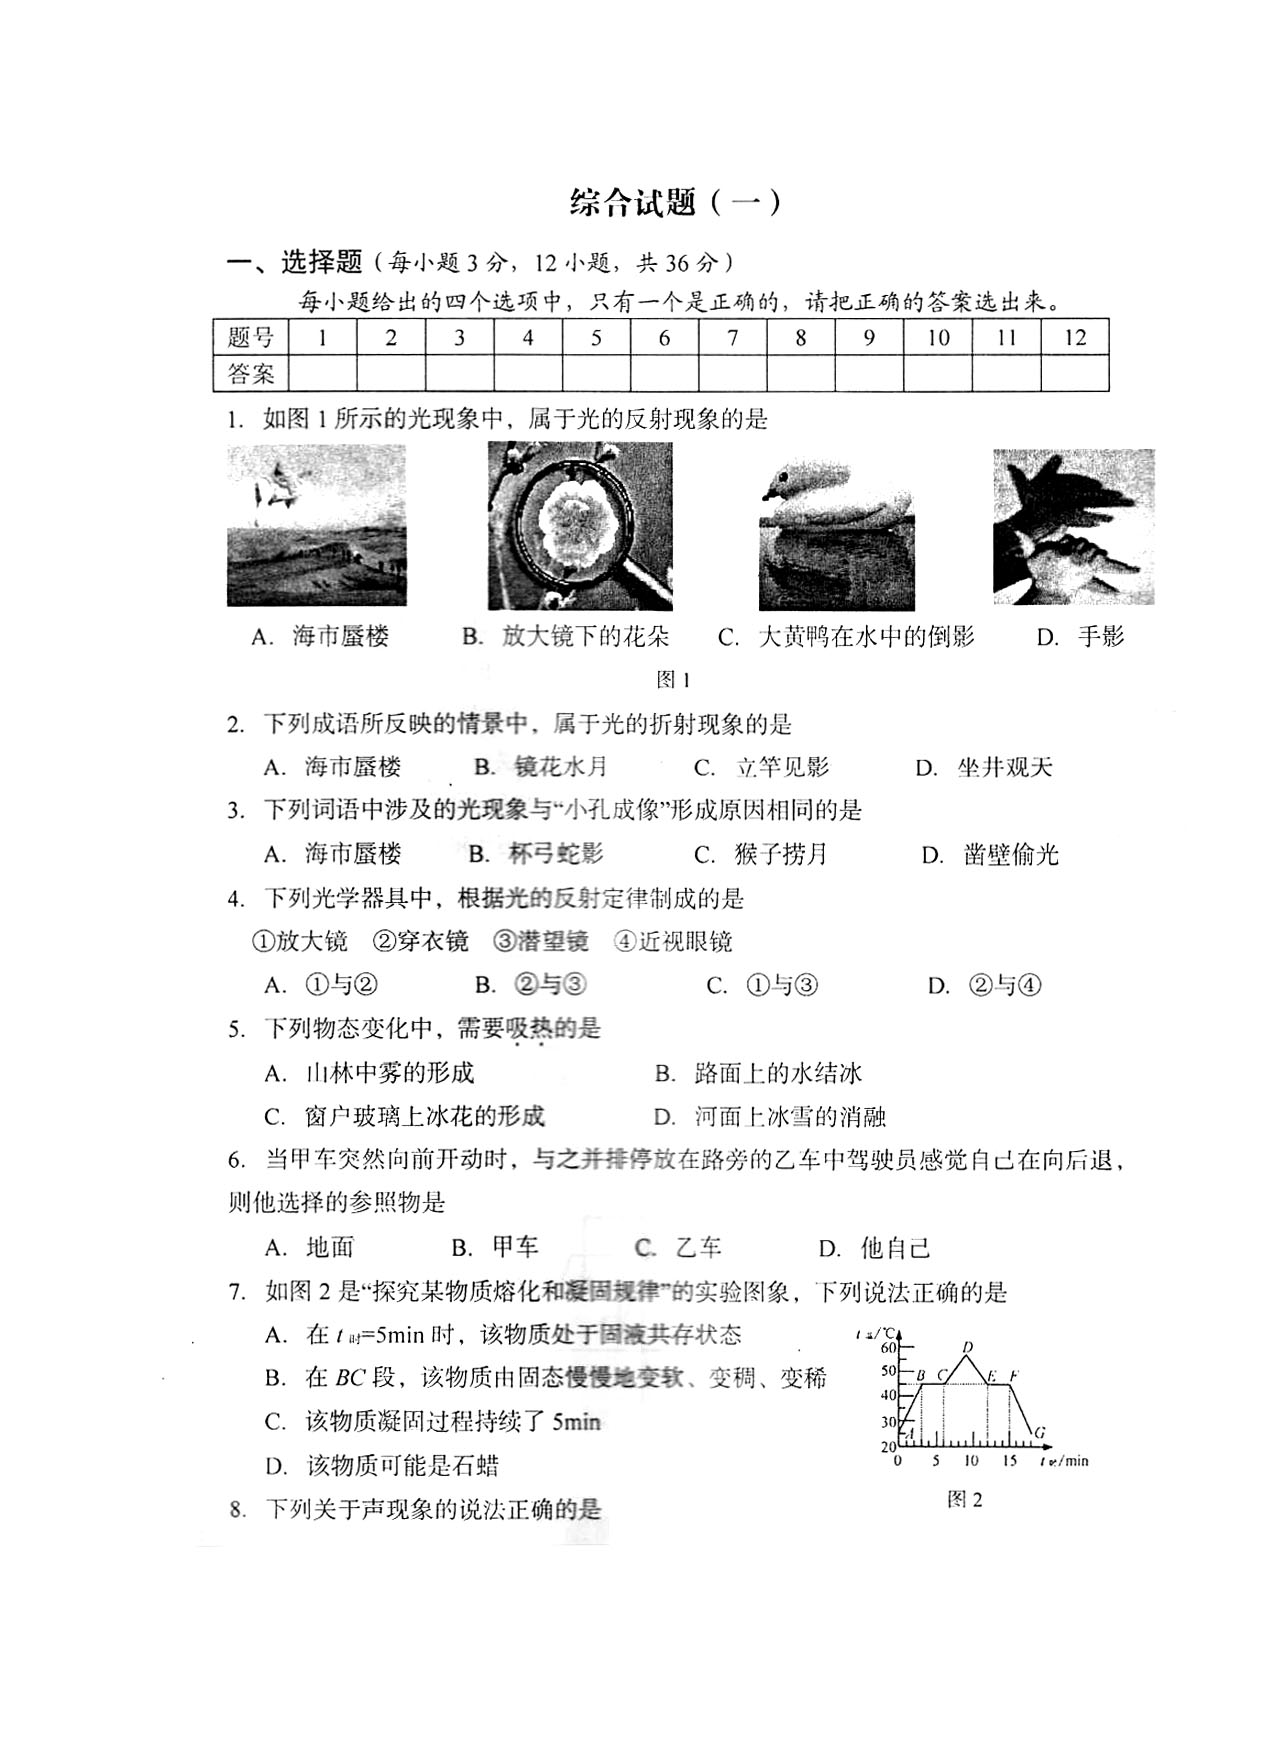 综合试题（一）
一、选择题（每小题 3 分，12 小题，共 36 分）
每小题给出的四个选项中，只有一个是正确的，请把正确的答案选出来。
题号 1 2 3 4 5 6 7 8 9 10 11 12
答案
1. 如图 1 所示的光现象中，属于光的反射现象的是
A. 海市蜃楼 B. 放大镜下的花朵 C. 大黄鸭在水中的倒影 D. 手影
图 1
2. 下列成语所反映的情景中，属于光的折射现象的是
A. 海市蜃楼 B. 镜花水月 C. 立竿见影 D. 坐井观天
3. 下列词语中涉及的光现象与“小孔成像”形成原因相同的是
A. 海市蜃楼 B. 杯弓蛇影 C. 猴子捞月 D. 凿壁偷光
4. 下列光学器具中，根据光的反射定律制成的是
①放大镜 ②穿衣镜 ③潜望镜 ④近视眼镜
A. ①与② B. ②与③ C. ①与③ D. ②与④
5. 下列物态变化中，需要吸热的是
A. 山林中雾的形成 B. 路面上的水结冰
C. 窗户玻璃上冰花的形成 D. 河面上冰雪的消融
6. 当甲车突然向前开动时，与之并排停放在路旁的乙车中驾驶员感觉自己在向后退，
则他选择的参照物是
A. 地面 B. 甲车 C. 乙车 D. 他自己
7. 如图 2 是“探究某物质熔化和凝固规律”的实验图象，下列说法正确的是
A. 在 t时=5min 时，该物质处于固液共存状态
B. 在 BC 段，该物质由固态慢慢地变软、变稠、变稀
C. 该物质凝固过程持续了 5min
D. 该物质可能是石蜡
t温/℃
60
50
40
30
20
A B C D E F G
0 5 10 15 t时/min
图 2
8. 下列关于声现象的说法正确的是